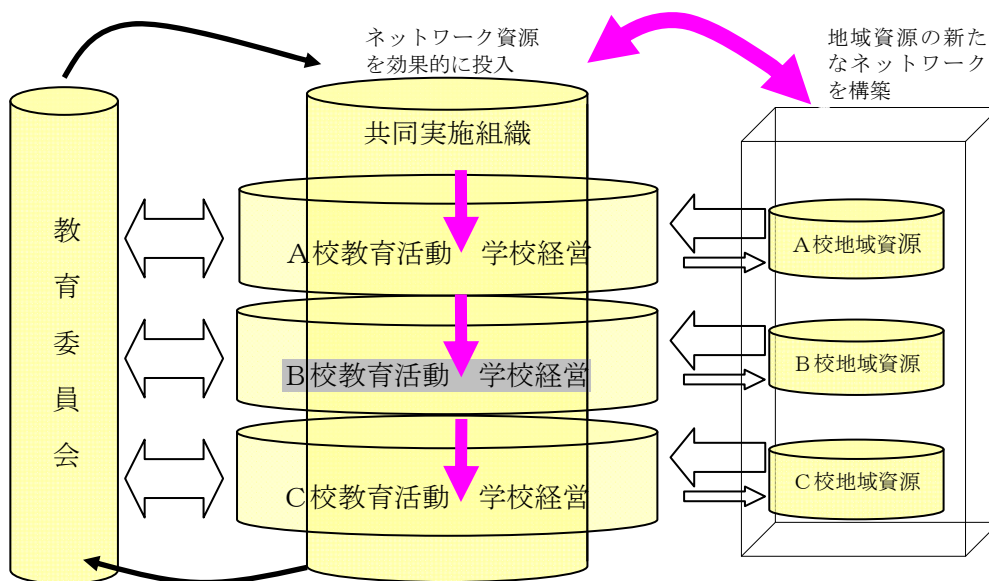 ネットワーク資源
を効果的に投入
地域資源の新た
なネットワーク
を構築
共同実施組織
教育委員会
A校教育活動　学校経営
A校地域資源
B校教育活動　学校経営
B校地域資源
C校教育活動　学校経営
C校地域資源